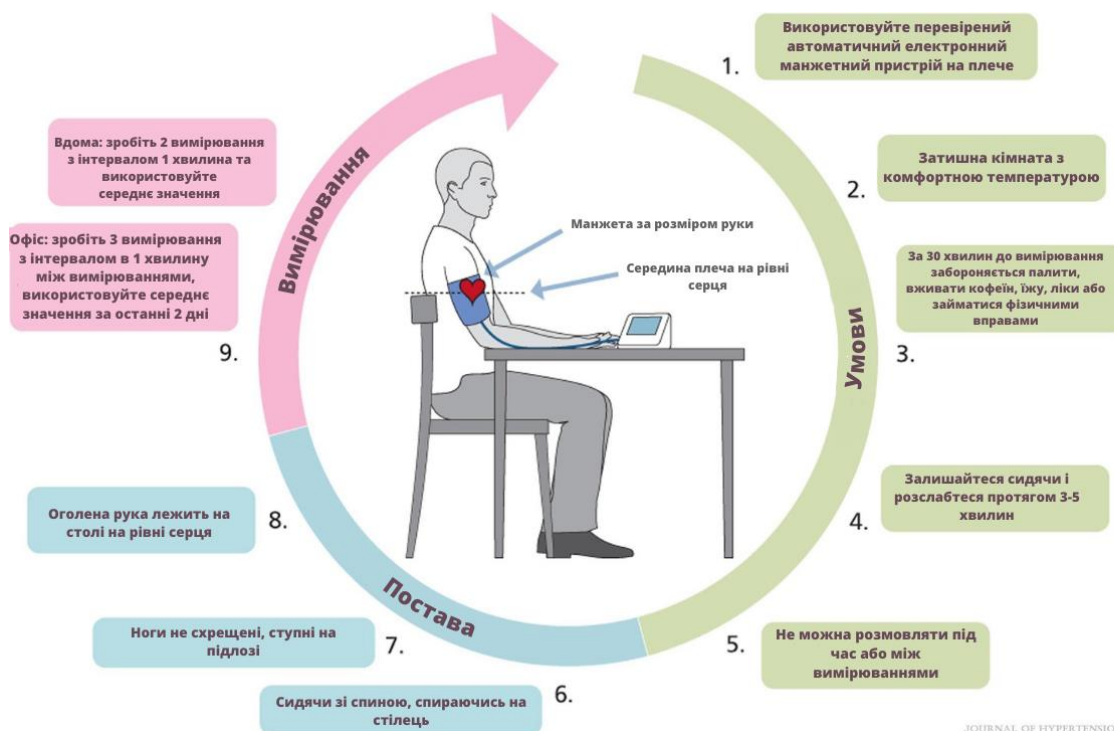 1.
Використовуйте перевірений
автоматичний електронний
манжетний пристрій на плече
2.
Затишна кімната з
комфортною температурою
3.
За 30 хвилин до вимірювання
забороняється палити,
вживати кофеїн, їжу, ліки або
займатися фізичними
вправами
Умови
4.
Залишайтеся сидячи і
розслабтеся протягом 3-5
хвилин
5.
Не можна розмовляти під
час або між
вимірюваннями
6.
Сидячи зі спиною, спираючись на
стілець
7.
Ноги не схрещені, ступні на
підлозі
Постава
8.
Оголена рука лежить на
столі на рівні серця
9.
Вдома: зробіть 2 вимірювання
з інтервалом 1 хвилина та
використовуйте
середнє значення
Офіс: зробіть 3 вимірювання
з інтервалом в 1 хвилину
між вимірюваннями,
використовуйте середнє
значення за останні 2 дні
Вимірювання
Манжета за розміром руки
Середина плеча на рівні
серця
JOURNAL OF HYPERTENSIO